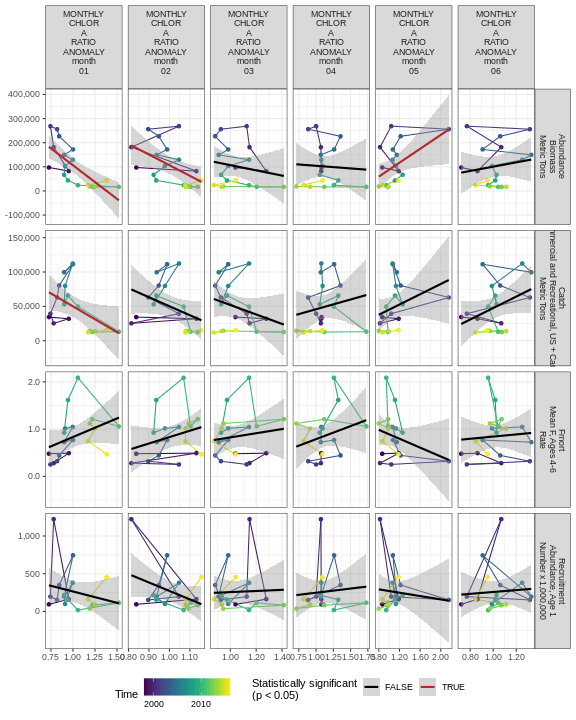 MONTHLY
CHLOR
A
RATIO
ANOMALY
month
01
MONTHLY
CHLOR
A
RATIO
ANOMALY
month
02
MONTHLY
CHLOR
A
RATIO
ANOMALY
month
03
MONTHLY
CHLOR
A
RATIO
ANOMALY
month
04
MONTHLY
CHLOR
A
RATIO
ANOMALY
month
05
MONTHLY
CHLOR
A
RATIO
ANOMALY
month
06
400,000
300,000
200,000
100,000
0
-100,000
Abundance
Biomass
Metric Tons
150,000
100,000
50,000
0
Catch
and Recreational, US +
Metric Tons
2.0
1.0
0.0
Fmort
Mean F, Ages 4-6
Rate
1,000
500
0
Recruitment
Abundance, Age 1
Number x 1,000,000
0.75 1.00 1.25 1.50
0.80 0.90 1.00 1.10
1.00 1.20 1.40
0.75 1.00 1.25 1.50 1.75
0.80 1.20 1.60 2.00
0.80 1.00 1.20
Time
2000 2010
Statistically significant
(p < 0.05)
FALSE
TRUE